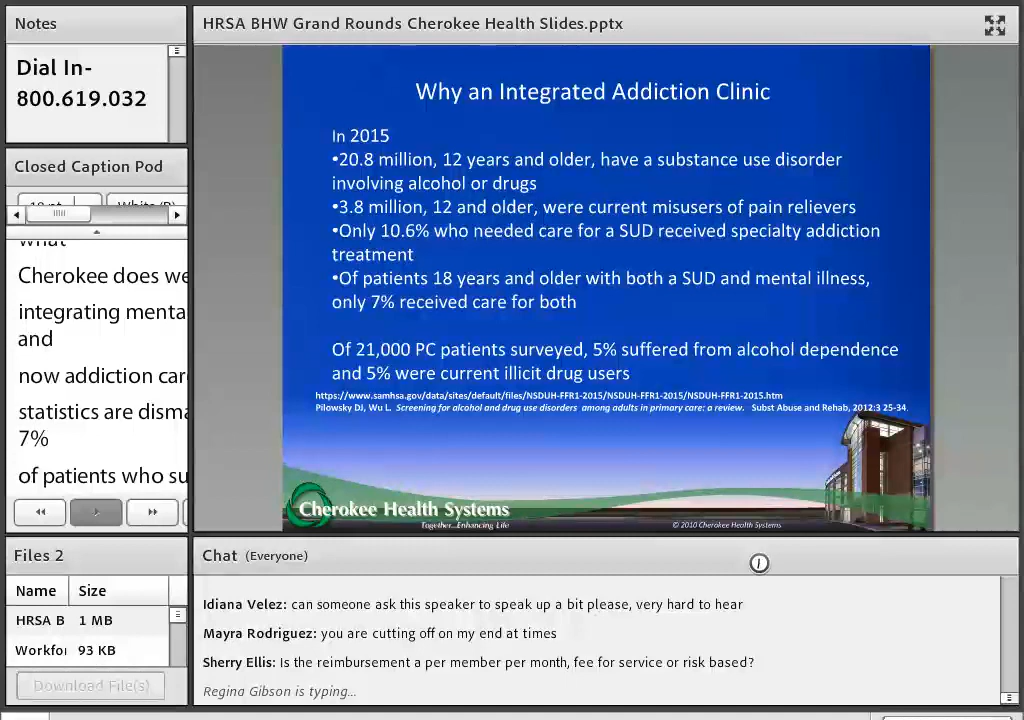 Notes
Dial In-
800.619.032
Closed Caption Pod
what
Cherokee does we
integrating menta
and
now addiction car
statistics are disma
7%
of patients who su
Files 2
Name Size
HRSA B 1 MB
Workfo 93 KB
Download File(s)
HRSA BHW Grand Rounds Cherokee Health Slides.pptx
Why an Integrated Addiction Clinic
In 2015
•20.8 million, 12 years and older, have a substance use disorder
involving alcohol or drugs
•3.8 million, 12 and older, were current misusers of pain relievers
•Only 10.6% who needed care for a SUD received specialty addiction
treatment
•Of patients 18 years and older with both a SUD and mental illness,
only 7% received care for both
Of 21,000 PC patients surveyed, 5% suffered from alcohol dependence
and 5% were current illicit drug users
https://www.samhsa.gov/data/sites/default/files/NSDUH-FFR1-2015/NSDUH-FFR1-2015/NSDUH-FFR1-2015.htm
Pilowsky DJ, Wu L. Screening for alcohol and drug use disorders among adults in primary care: a review. Subst Abuse and Rehab, 2012:3 25-34.
Cherokee Health Systems
Together...Enhancing Life
© 2010 Cherokee Health Systems
Chat (Everyone)
Idiana Velez: can someone ask this speaker to speak up a bit please, very hard to hear
Mayra Rodriguez: you are cutting off on my end at times
Sherry Ellis: Is the reimbursement a per member per month, fee for service or risk based?
Regina Gibson is typing...